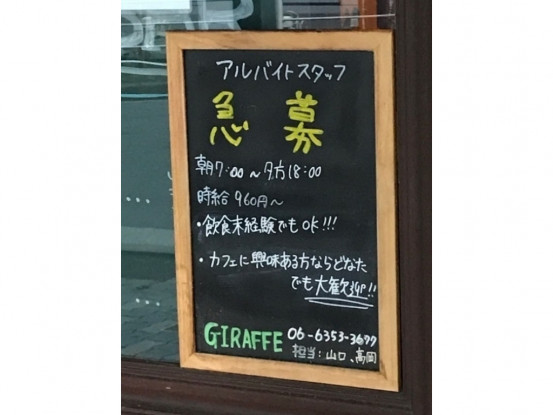 アルバイトスタッフ
急募
朝7:00〜夕方18:00
時給 960円〜
・飲食未経験でもOK!!!
・カフェに興味ある方ならどなた
でも大歓迎!!
GIRAFFE 06-6353-3677
担当:山口、高岡